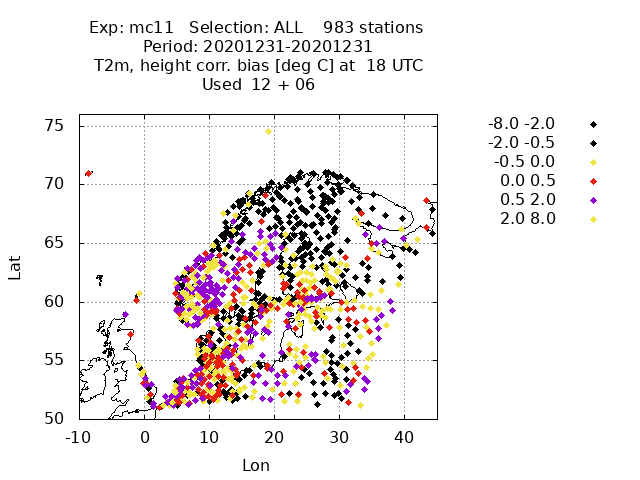 Exp: mc11 Selection: ALL 983 stations
Period: 20201231-20201231
T2m, height corr. bias [deg C] at 18 UTC
Used 12 + 06
-8.0 -2.0
-2.0 -0.5
-0.5 0.0
0.0 0.5
0.5 2.0
2.0 8.0
75
70
65
60
55
50
Lat
-10 0 10 20 30 40
Lon